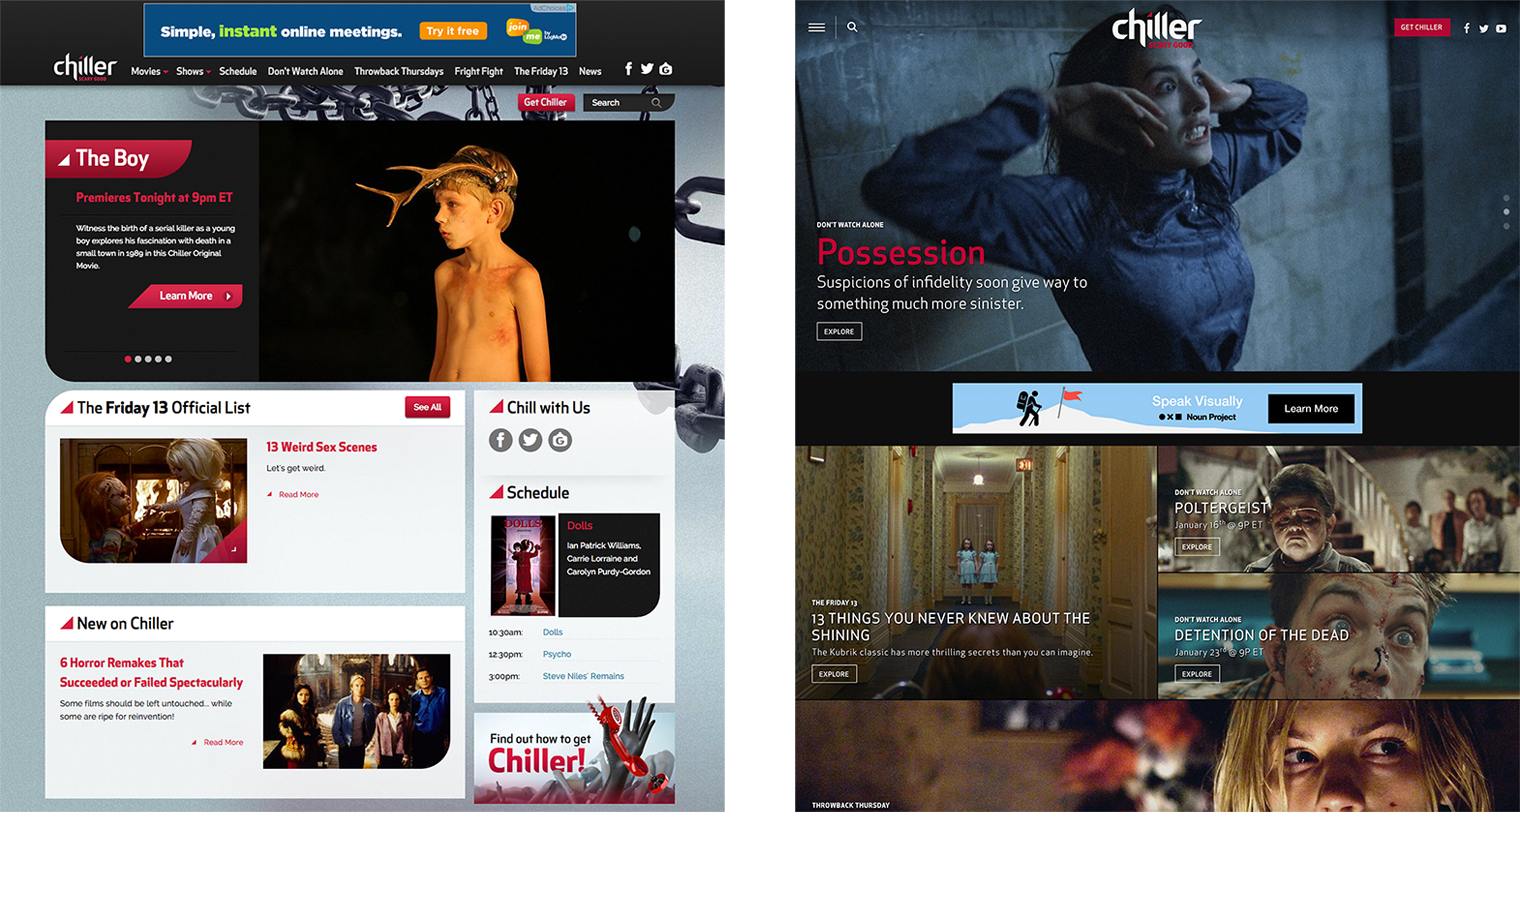 Simple, instant online meetings.
Try it free
join
me
by LogMeIn
AdChoices
chiller
SCARY GOOD
Movies
Shows
Schedule
Don't Watch Alone
Throwback Thursdays
Fright Fight
The Friday 13
News
Get Chiller
Search
The Boy
Premieres Tonight at 9pm ET
Witness the birth of a serial killer as a young
boy explores his fascination with death in a
small town in 1989 in this Chiller Original
Movie.
Learn More
The Friday 13 Official List
See All
13 Weird Sex Scenes
Let's get weird.
Read More
New on Chiller
6 Horror Remakes That
Succeeded or Failed Spectacularly
Some films should be left untouched... while
some are ripe for reinvention!
Read More
Chill with Us
Schedule
DOLLS
Dolls
Ian Patrick Williams,
Carrie Lorraine and
Carolyn Purdy-Gordon
10:30am: Dolls
12:30pm: Psycho
3:00pm: Steve Niles' Remains
Find out how to get
Chiller!
chiller
SCARY GOOD
GET CHILLER
DON'T WATCH ALONE
Possession
Suspicions of infidelity soon give way to
something much more sinister.
EXPLORE
Speak Visually
Noun Project
Learn More
EXIT
THE FRIDAY 13
13 THINGS YOU NEVER KNEW ABOUT THE
SHINING
The Kubrik classic has more thrilling secrets than you can imagine.
EXPLORE
DON'T WATCH ALONE
POLTERGEIST
January 16th @ 9P ET
EXPLORE
DON'T WATCH ALONE
DETENTION OF THE DEAD
January 23rd @ 9P ET
EXPLORE
THROWBACK THURSDAY